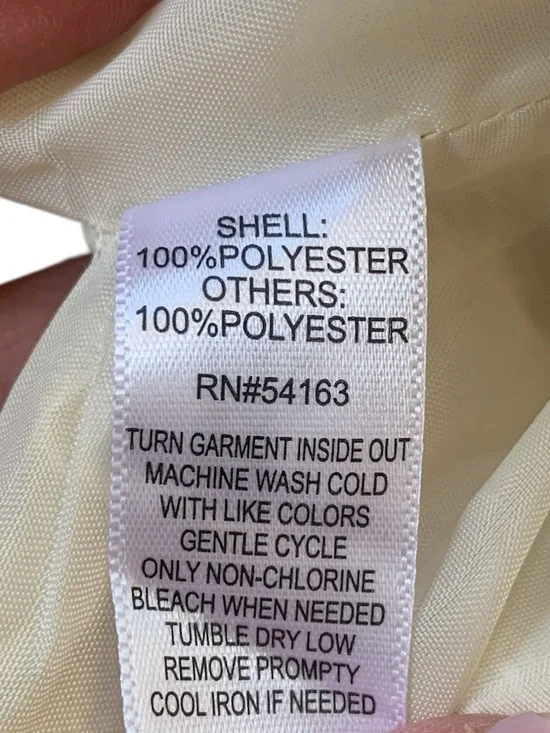 SHELL:
100%POLYESTER
OTHERS:
100%POLYESTER
RN#54163
TURN GARMENT INSIDE OUT
MACHINE WASH COLD
WITH LIKE COLORS
GENTLE CYCLE
ONLY NON-CHLORINE
BLEACH WHEN NEEDED
TUMBLE DRY LOW
REMOVE PROMPTY
COOL IRON IF NEEDED